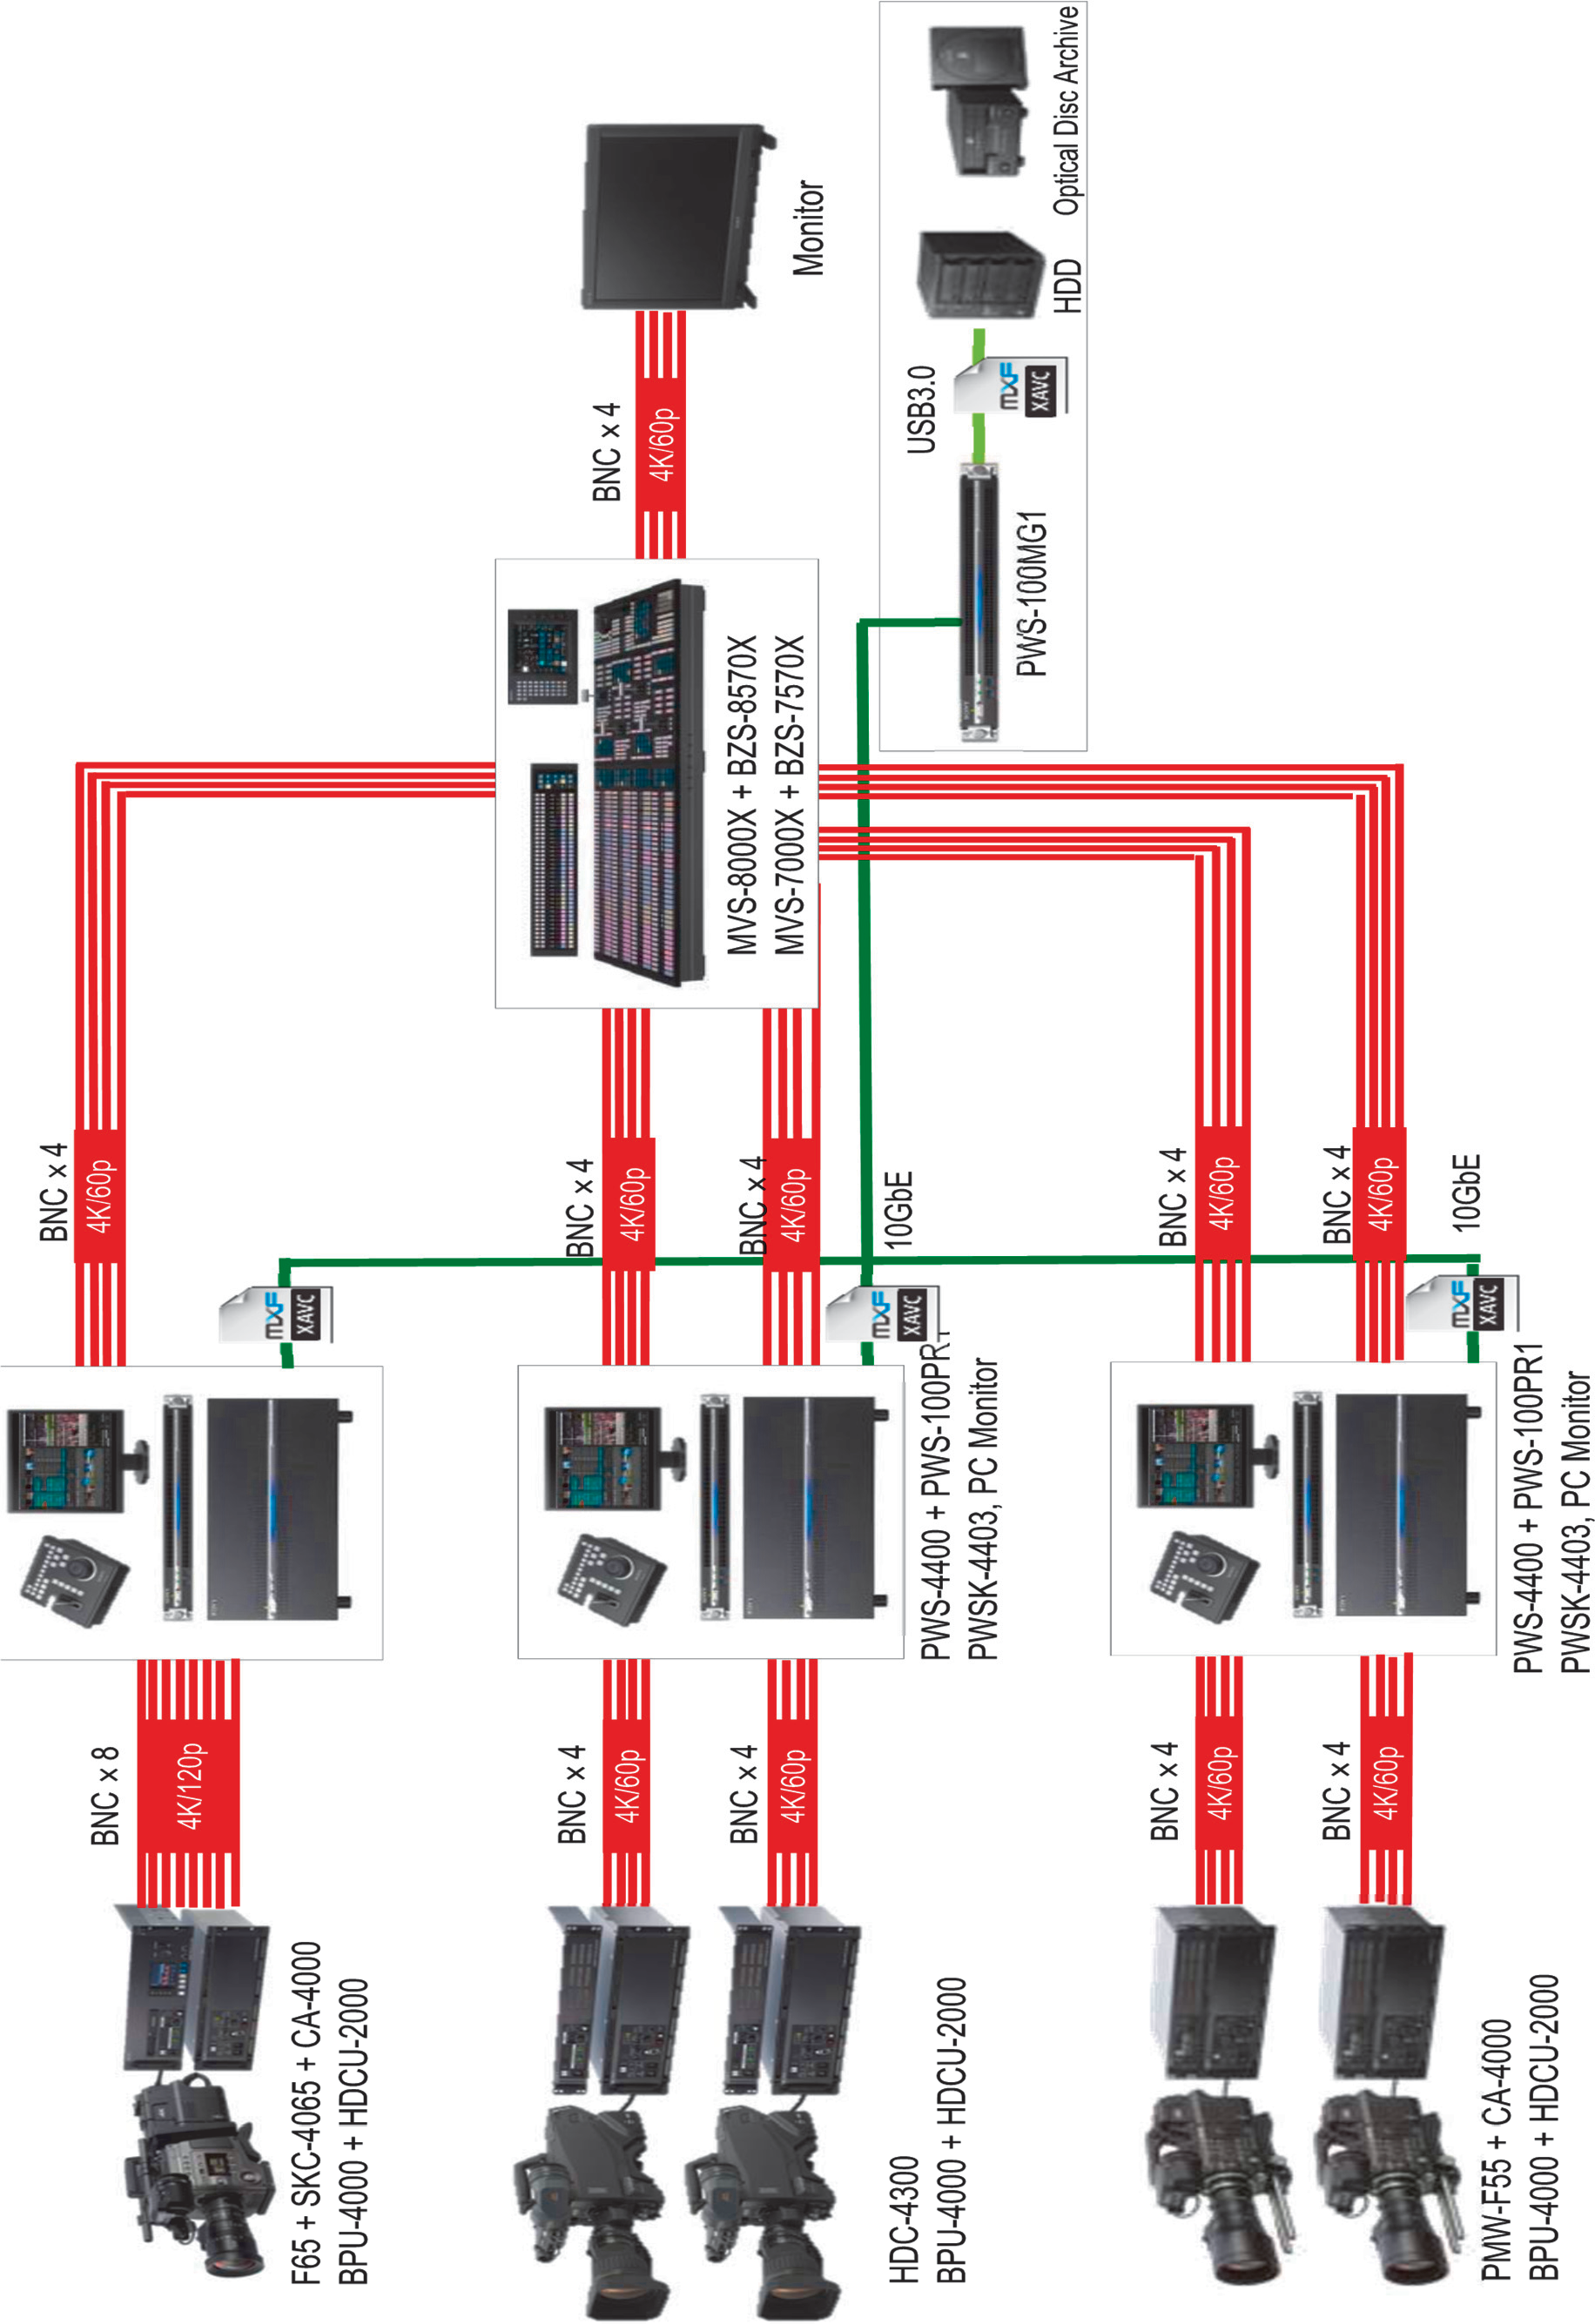 F65 + SKC-4065 + CA-4000
BPU-4000 + HDCU-2000
BNC x 8
4K/120p
BNC x 4
4K/60p
MXF
XAVC
HDC-4300
BPU-4000 + HDCU-2000
BNC x 4
4K/60p
BNC x 4
4K/60p
PWS-4400 + PWS-100PR1
PWSK-4403, PC Monitor
BNC x 4
4K/60p
BNC x 4
4K/60p
MXF
XAVC
10GbE
PMW-F55 + CA-4000
BPU-4000 + HDCU-2000
BNC x 4
4K/60p
BNC x 4
4K/60p
PWS-4400 + PWS-100PR1
PWSK-4403, PC Monitor
BNC x 4
4K/60p
BNC x 4
4K/60p
MXF
XAVC
10GbE
MVS-8000X + BZS-8570X
MVS-7000X + BZS-7570X
BNC x 4
4K/60p
Monitor
PWS-100MG1
USB3.0
MXF
XAVC
HDD
Optical Disc Archive